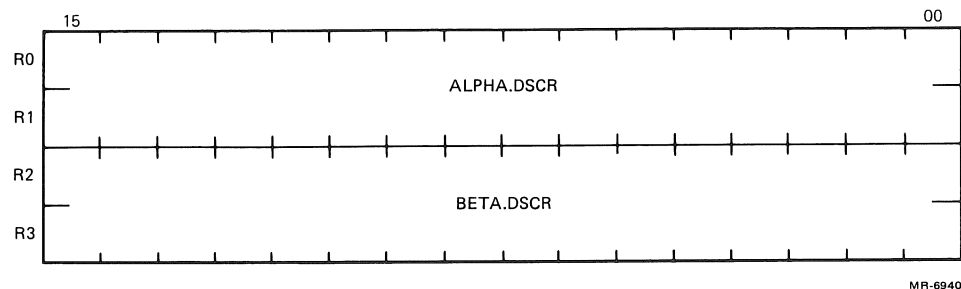 15 00
R0
ALPHA.DSCR
R1
R2
BETA.DSCR
R3
MR-6940